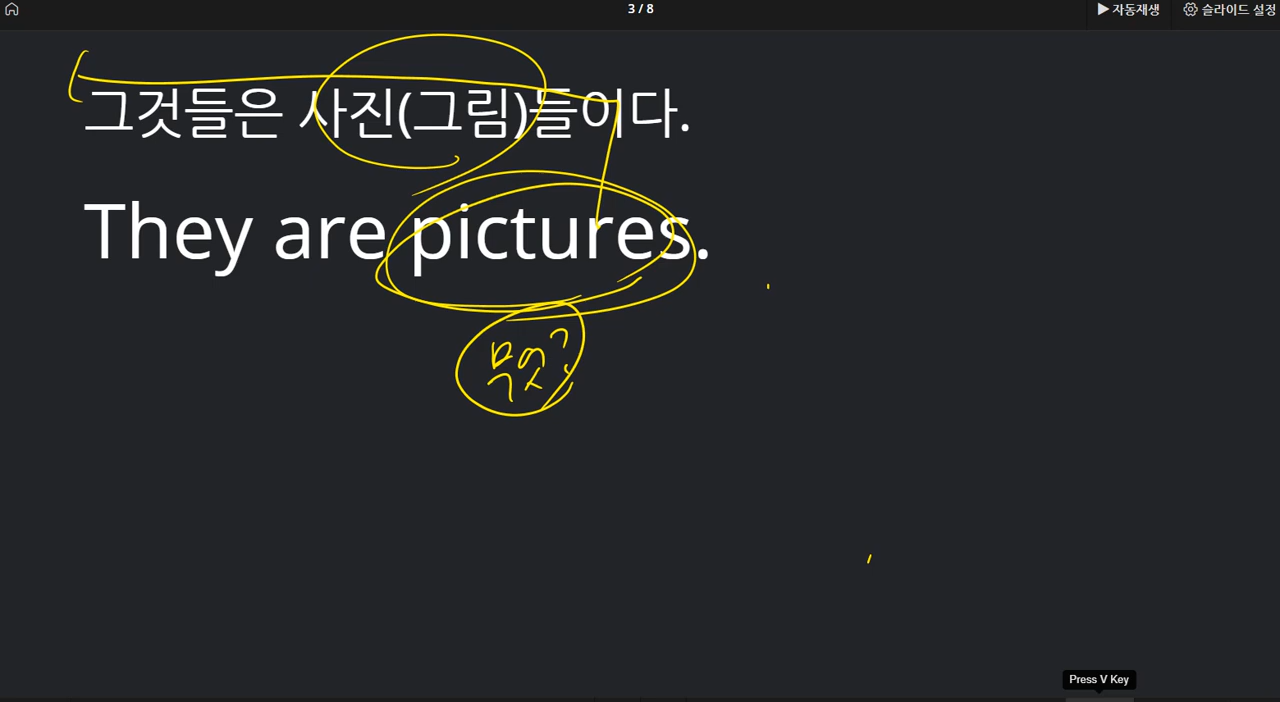 3 / 8
▶ 자동재생
슬라이드 설정
그것들은 사진(그림)들이다.
They are pictures.
무엇?
Press V Key